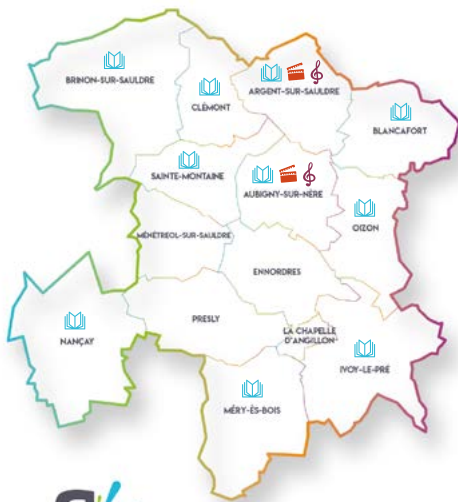 BRINON-SUR-SAULDRE
CLÉMONT
ARGENT-SUR-SAULDRE
BLANCAFORT
SAINTE-MONTAINE
AUBIGNY-SUR-NÈRE
OIZON
MÉNÉTREOL-SUR-SAULDRE
ENNORDRES
NANÇAY
PRESLY
LA CHAPELLE
D'ANGILLON
IVOY-LE-PRÉ
MÉRY-ÈS-BOIS